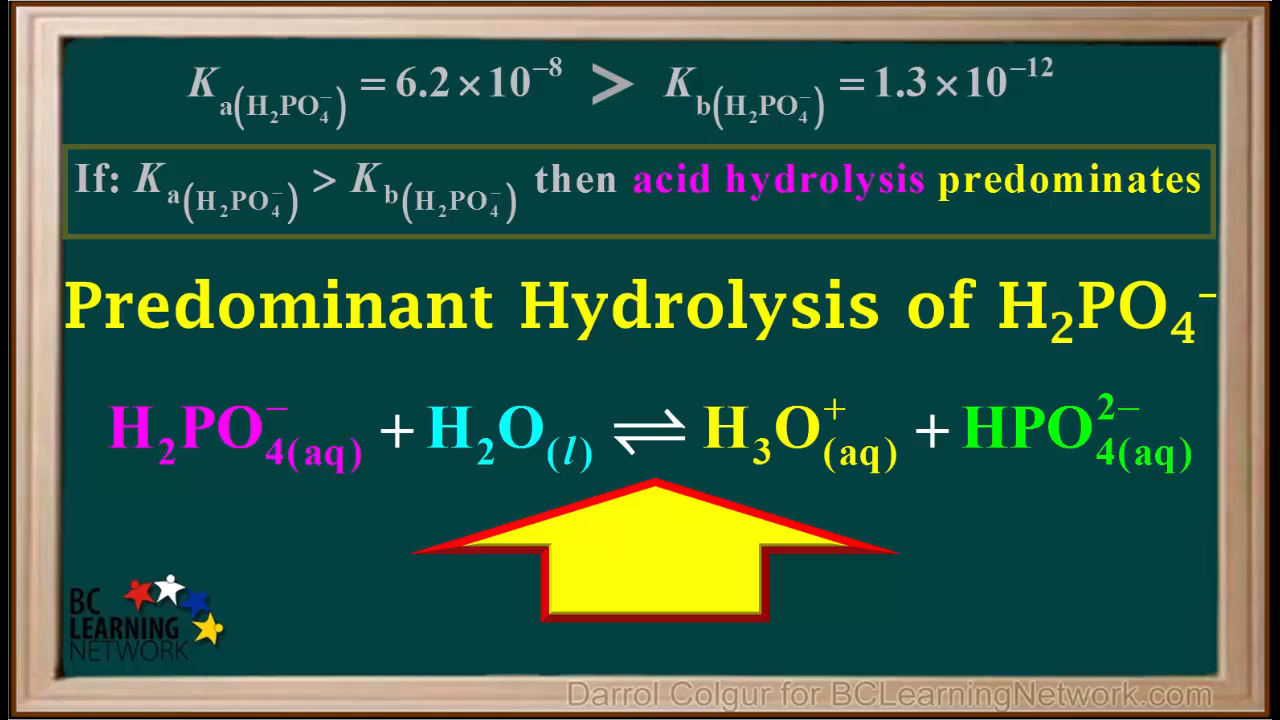 Kₐ(H₂PO₄⁻) = 6.2 × 10⁻⁸ > K_b(H₂PO₄⁻) = 1.3 × 10⁻¹²
If: Kₐ(H₂PO₄⁻) > K_b(H₂PO₄⁻) then acid hydrolysis predominates
Predominant Hydrolysis of H₂PO₄⁻
H₂PO₄⁻(aq) + H₂O(l) ⇌ H₃O⁺(aq) + HPO₄²⁻(aq)
BC
LEARNING
NETWORK
Darrol Colgur for BCLearningNetwork.com